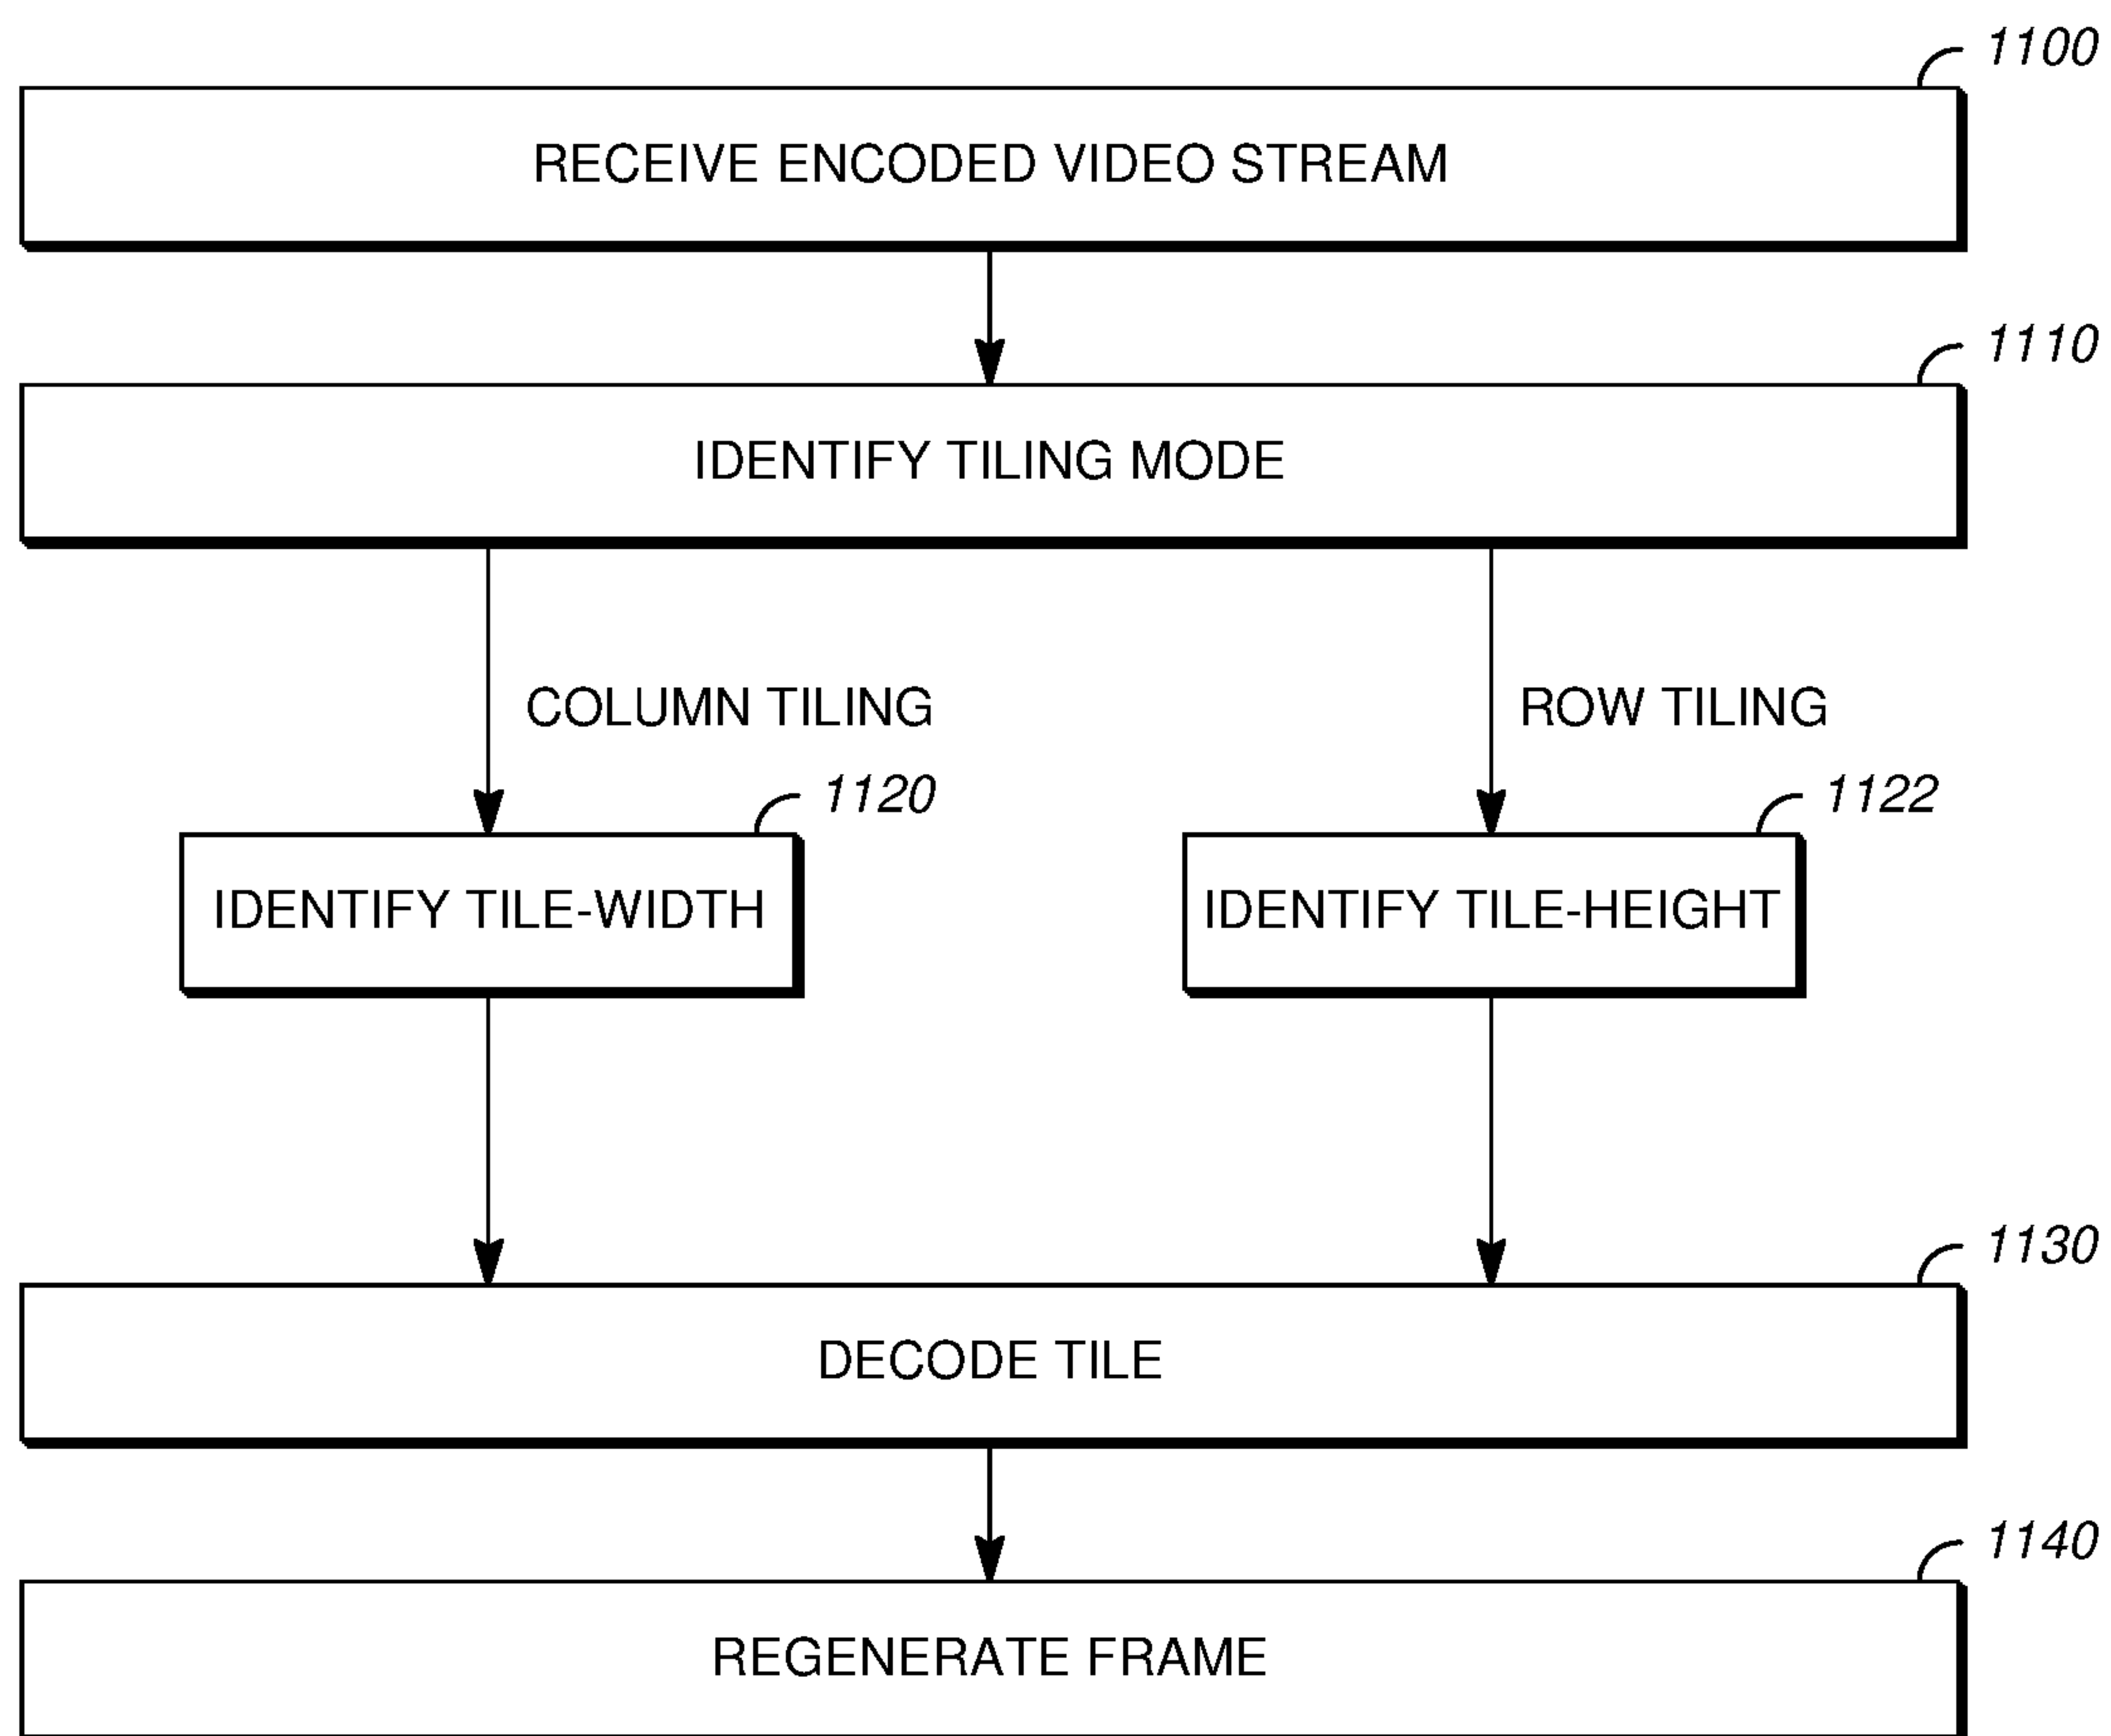 1100
RECEIVE ENCODED VIDEO STREAM
1110
IDENTIFY TILING MODE
COLUMN TILING
ROW TILING
1120
1122
IDENTIFY TILE-WIDTH
IDENTIFY TILE-HEIGHT
1130
DECODE TILE
1140
REGENERATE FRAME